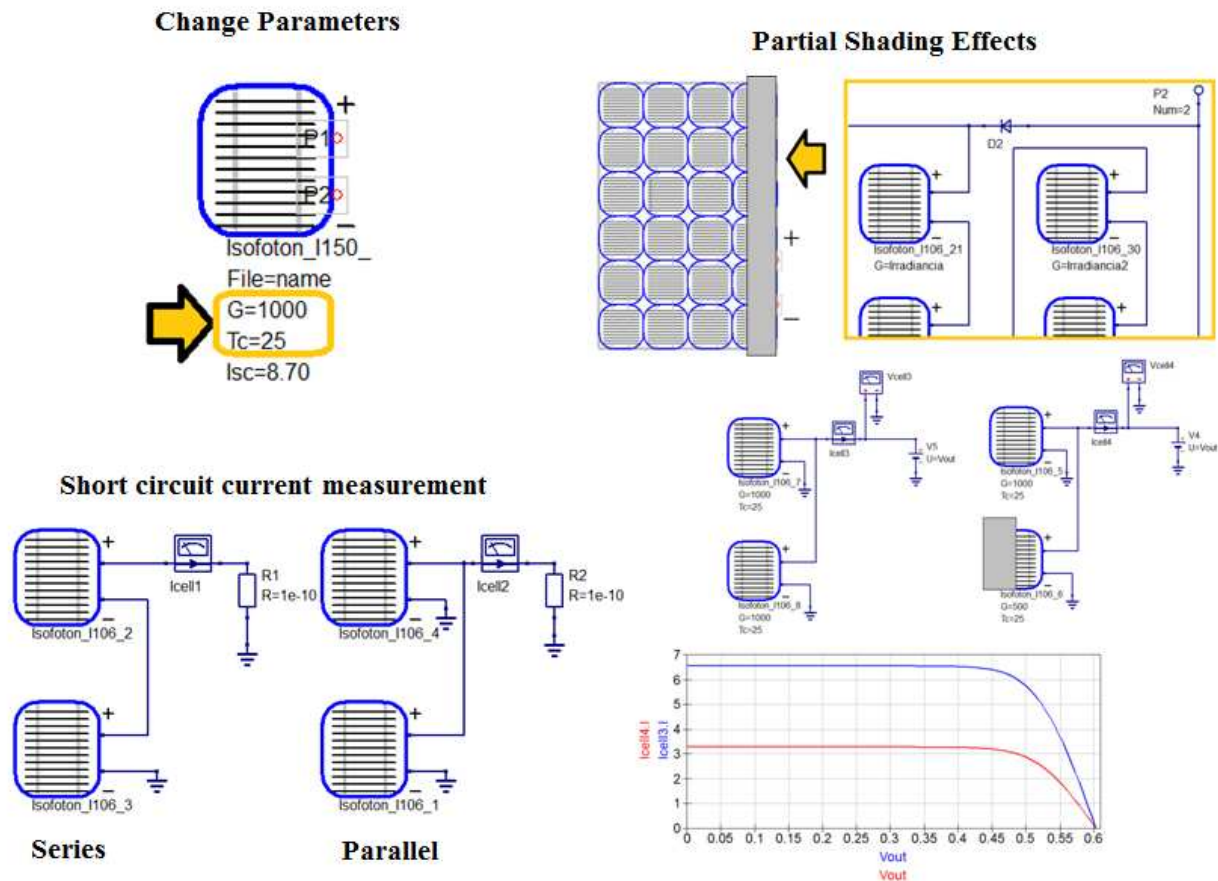 Change Parameters
+
P1
P2
−
Isofoton_I150_
File=name
G=1000
Tc=25
Isc=8.70
Partial Shading Effects
+
−
P2
Num=2
D2
+
−
Isofoton_I106_21
G=Irradiancia
+
−
Isofoton_I106_30
G=Irradiancia2
+
+
Vcell3
+
Icell3
V5
U=Vout
−
Isofoton_I106_7
G=1000
Tc=25
+
−
Isofoton_I106_8
G=1000
Tc=25
Vcell4
+
Icell4
V4
U=Vout
−
Isofoton_I106_5
G=1000
Tc=25
+
−
Isofoton_I106_6
G=500
Tc=25
Short circuit current measurement
+
Icell1
R1
R=1e-10
−
Isofoton_I106_2
+
−
Isofoton_I106_3
Series
+
Icell2
R2
R=1e-10
−
Isofoton_I106_4
+
−
Isofoton_I106_1
Parallel
7
6
5
4
3
2
1
0
Icell4.I
Icell3.I
0 0.05 0.1 0.15 0.2 0.25 0.3 0.35 0.4 0.45 0.5 0.55 0.6
Vout
Vout